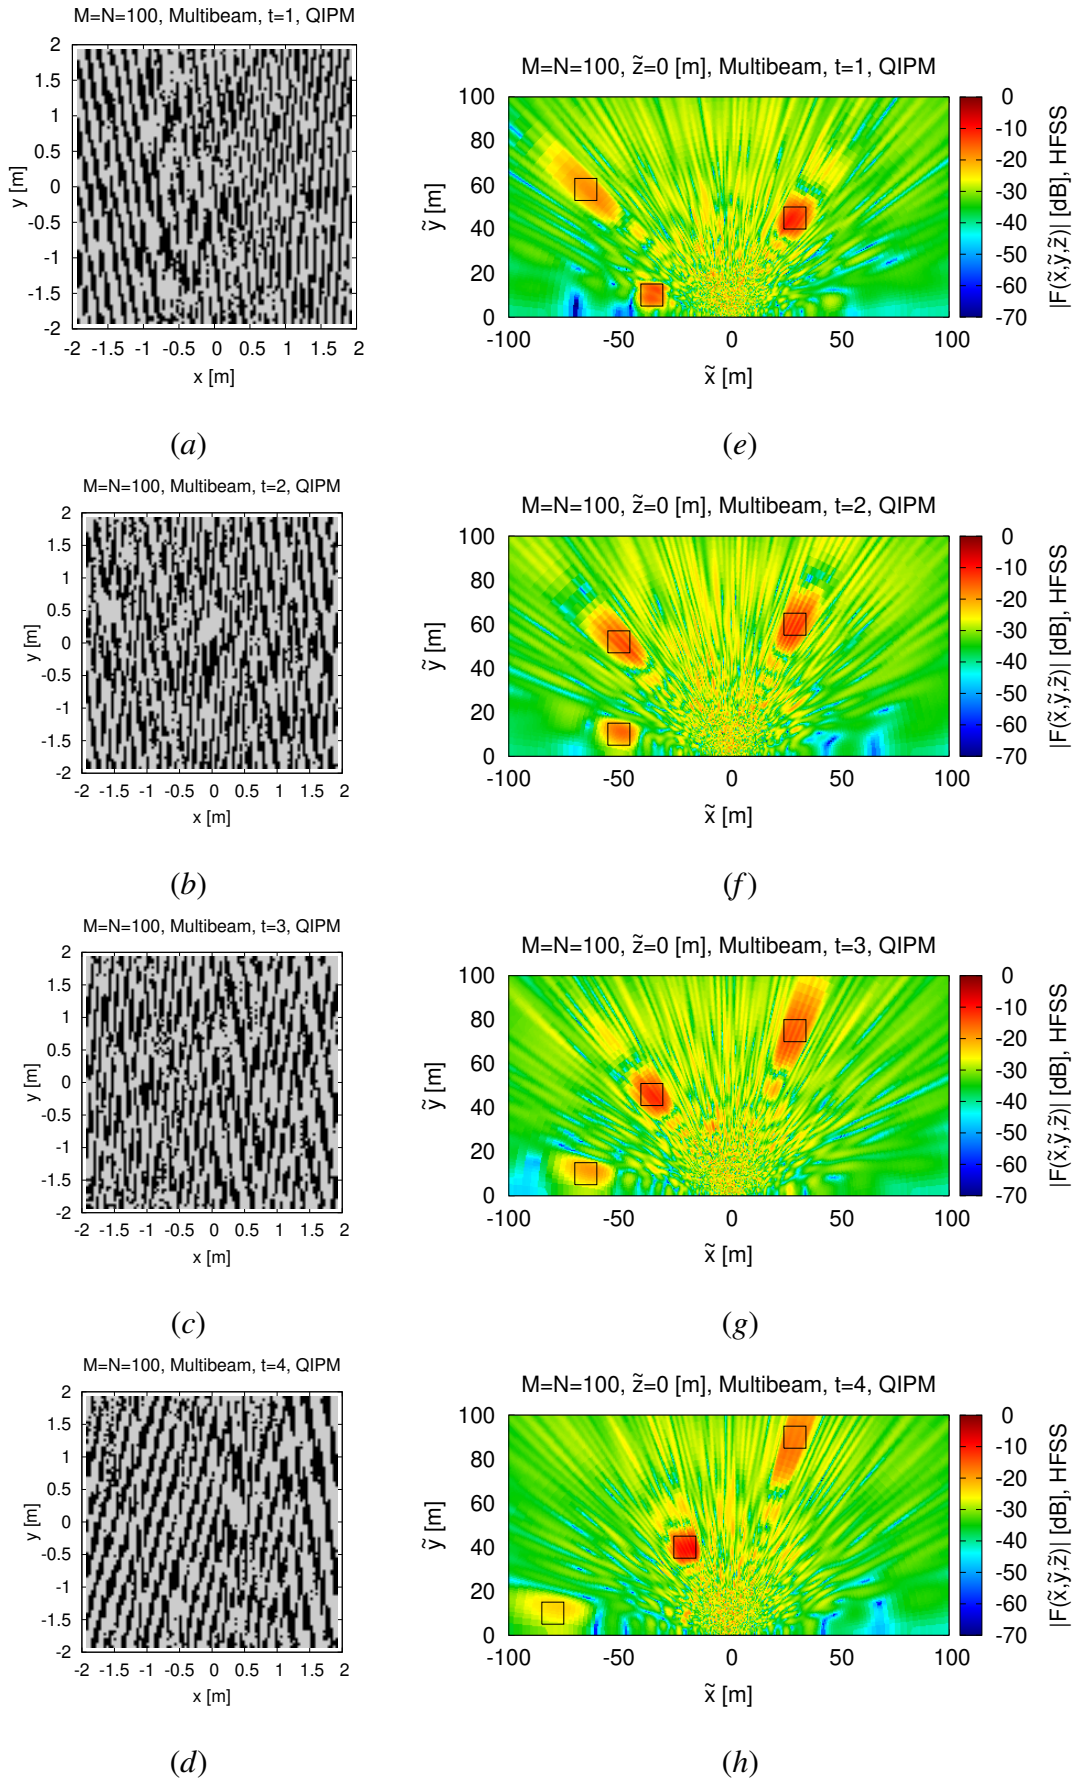 M=N=100, Multibeam, t=1, QIPM
2
1.5
1
0.5
0
-0.5
-1
-1.5
-2
y [m]
-2 -1.5 -1 -0.5 0 0.5 1 1.5 2
x [m]
(a)
M=N=100, z̃=0 [m], Multibeam, t=1, QIPM
100
80
60
40
20
0
ỹ [m]
-100 -50 0 50 100
x̃ [m]
0
-10
-20
-30
-40
-50
-60
-70
|F(x̃,ỹ,z̃)| [dB], HFSS
(e)
M=N=100, Multibeam, t=2, QIPM
2
1.5
1
0.5
0
-0.5
-1
-1.5
-2
y [m]
-2 -1.5 -1 -0.5 0 0.5 1 1.5 2
x [m]
(b)
M=N=100, z̃=0 [m], Multibeam, t=2, QIPM
100
80
60
40
20
0
ỹ [m]
-100 -50 0 50 100
x̃ [m]
0
-10
-20
-30
-40
-50
-60
-70
|F(x̃,ỹ,z̃)| [dB], HFSS
(f)
M=N=100, Multibeam, t=3, QIPM
2
1.5
1
0.5
0
-0.5
-1
-1.5
-2
y [m]
-2 -1.5 -1 -0.5 0 0.5 1 1.5 2
x [m]
(c)
M=N=100, z̃=0 [m], Multibeam, t=3, QIPM
100
80
60
40
20
0
ỹ [m]
-100 -50 0 50 100
x̃ [m]
0
-10
-20
-30
-40
-50
-60
-70
|F(x̃,ỹ,z̃)| [dB], HFSS
(g)
M=N=100, Multibeam, t=4, QIPM
2
1.5
1
0.5
0
-0.5
-1
-1.5
-2
y [m]
-2 -1.5 -1 -0.5 0 0.5 1 1.5 2
x [m]
(d)
M=N=100, z̃=0 [m], Multibeam, t=4, QIPM
100
80
60
40
20
0
ỹ [m]
-100 -50 0 50 100
x̃ [m]
0
-10
-20
-30
-40
-50
-60
-70
|F(x̃,ỹ,z̃)| [dB], HFSS
(h)